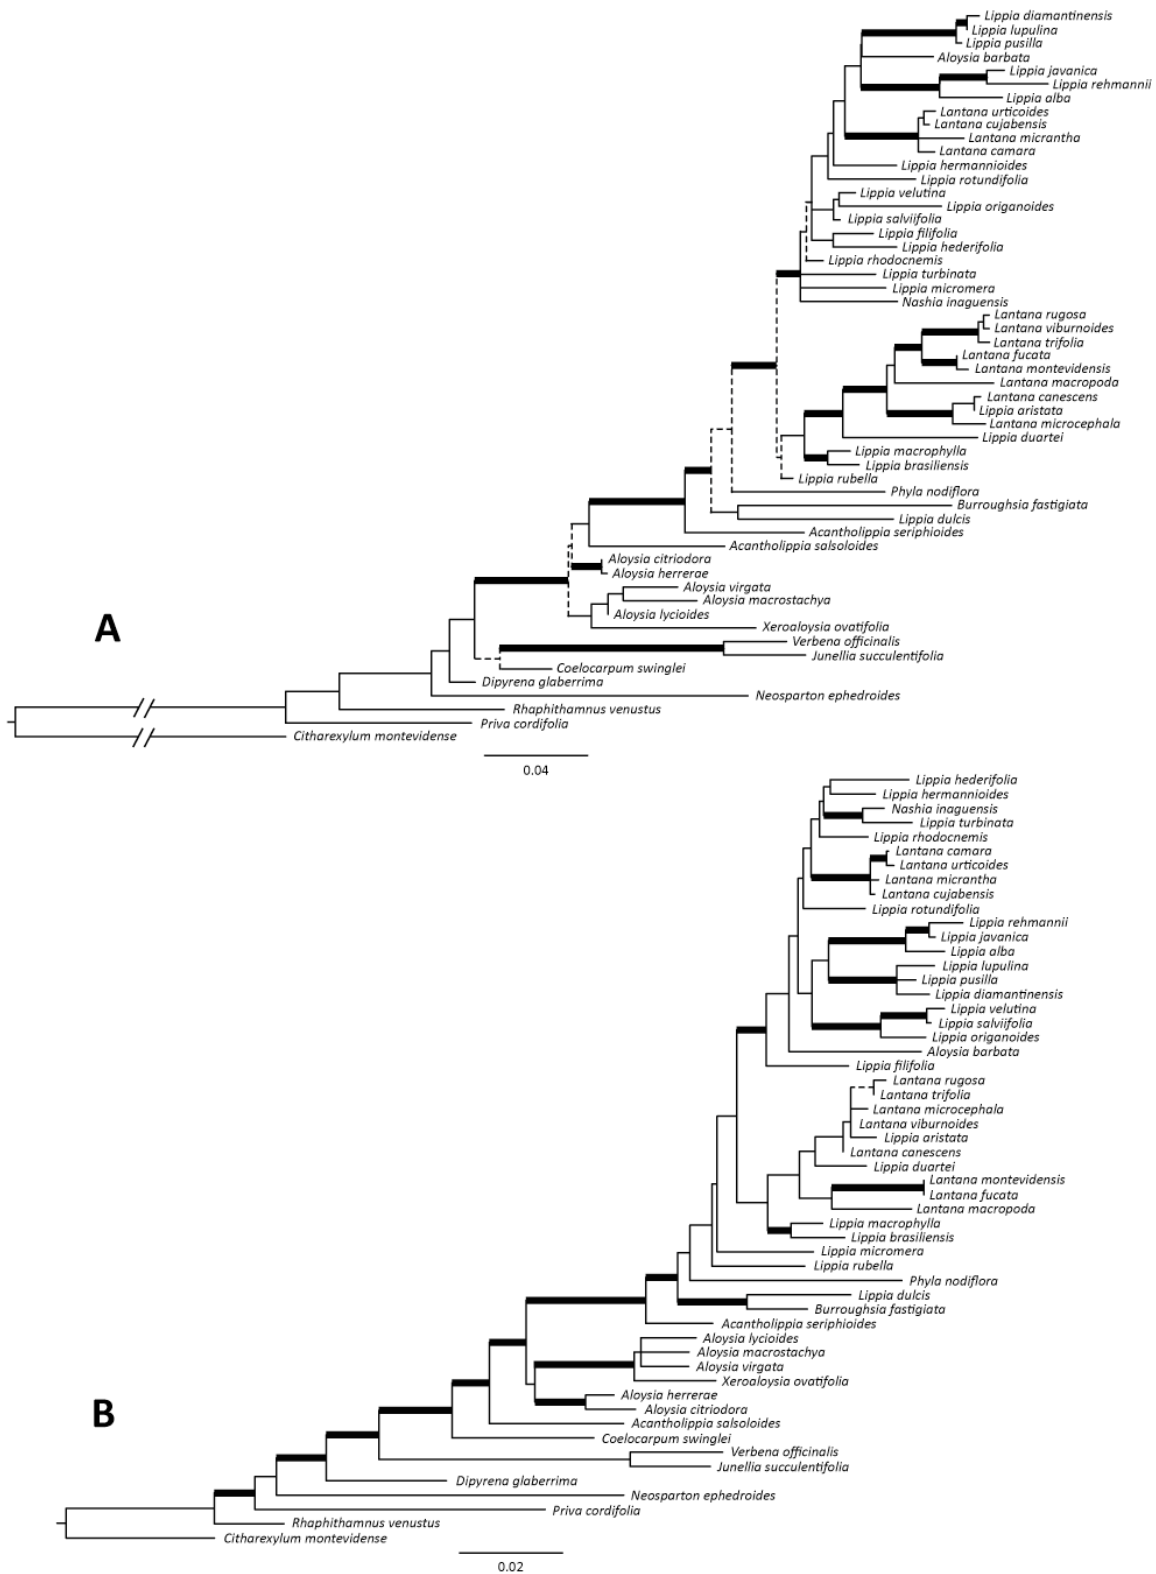 Lippia diamantinensis
Lippia lupulina
Lippia pusilla
Aloysia barbata
Lippia javanica
Lippia rehmannii
Lippia alba
Lantana urticoides
Lantana cujabensis
Lantana micrantha
Lantana camara
Lippia hermannioides
Lippia rotundifolia
Lippia velutina
Lippia origanoides
Lippia salviifolia
Lippia filifolia
Lippia hederifolia
Lippia rhodocnemis
Lippia turbinata
Lippia micromera
Nashia inaguensis
Lantana rugosa
Lantana viburnoides
Lantana trifolia
Lantana fucata
Lantana montevidensis
Lantana macropoda
Lantana canescens
Lippia aristata
Lantana microcephala
Lippia duartei
Lippia macrophylla
Lippia brasiliensis
Lippia rubella
Phyla nodiflora
Burroughsia fastigiata
Lippia dulcis
Acantholippia seriphioides
Acantholippia salsoloides
Aloysia citriodora
Aloysia herrerae
Aloysia virgata
Aloysia macrostachya
Aloysia lycioides
A
Xeroaloysia ovatifolia
Verbena officinalis
Junellia succulentifolia
Coelocarpum swinglei
Dipyrena glaberrima
Neosparton ephedroides
Rhaphithamnus venustus
Priva cordifolia
Citharexylum montevidense
0.04
Lippia hederifolia
Lippia hermannioides
Nashia inaguensis
Lippia turbinata
Lippia rhodocnemis
Lantana camara
Lantana urticoides
Lantana micrantha
Lantana cujabensis
Lippia rotundifolia
Lippia rehmannii
Lippia javanica
Lippia alba
Lippia lupulina
Lippia pusilla
Lippia diamantinensis
Lippia velutina
Lippia salviifolia
Lippia origanoides
Aloysia barbata
Lippia filifolia
Lantana rugosa
Lantana trifolia
Lantana microcephala
Lantana viburnoides
Lippia aristata
Lantana canescens
Lippia duartei
Lantana montevidensis
Lantana fucata
Lantana macropoda
Lippia macrophylla
Lippia brasiliensis
Lippia micromera
Lippia rubella
Phyla nodiflora
Lippia dulcis
Burroughsia fastigiata
Acantholippia seriphioides
Aloysia lycioides
Aloysia macrostachya
Aloysia virgata
Xeroaloysia ovatifolia
Aloysia herrerae
Aloysia citriodora
B
Acantholippia salsoloides
Coelocarpum swinglei
Verbena officinalis
Junellia succulentifolia
Dipyrena glaberrima
Neosparton ephedroides
Priva cordifolia
Rhaphithamnus venustus
Citharexylum montevidense
0.02